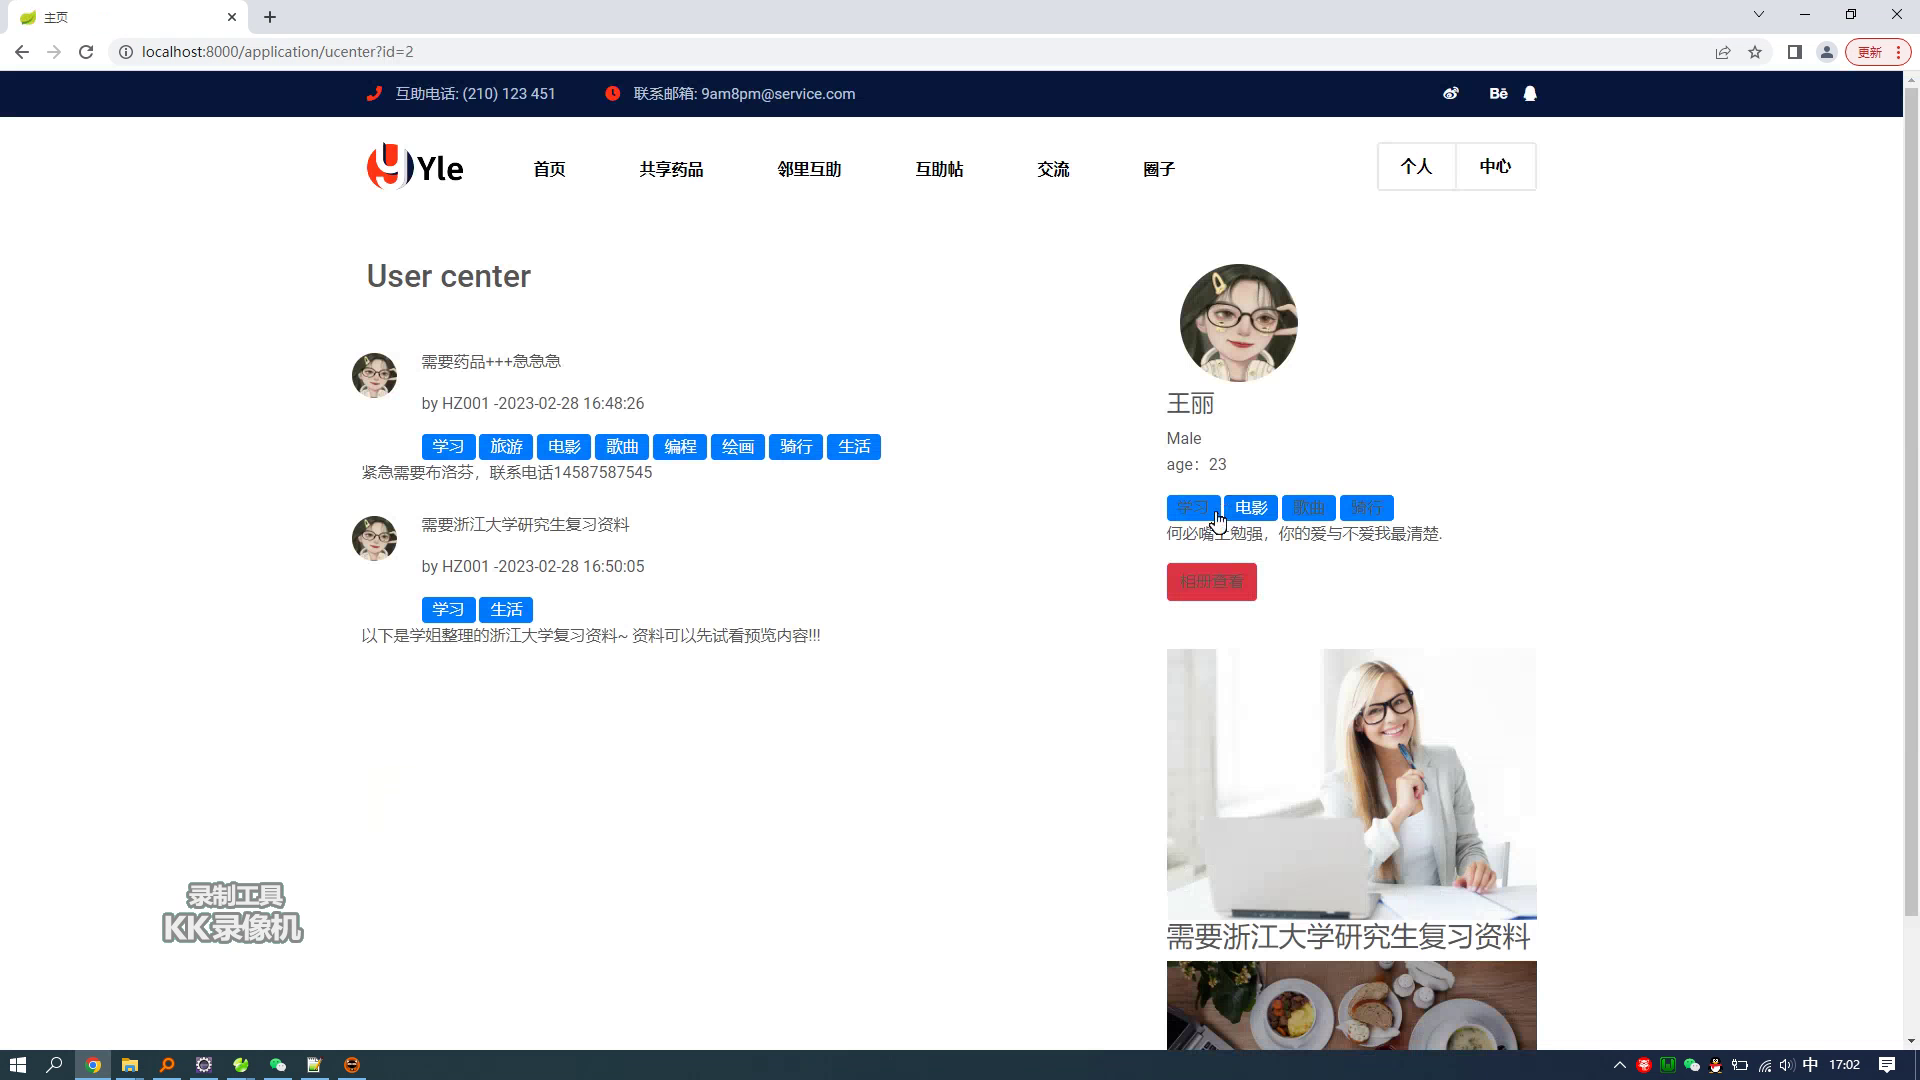 主页
localhost:8000/application/ucenter?id=2
更新
互助电话: (210) 123 451
联系邮箱: 9am8pm@service.com
Bē
Yle
首页
共享药品
邻里互助
互助帖
交流
圈子
个人
中心
User center
需要药品+++急急急
by HZ001 -2023-02-28 16:48:26
学习 旅游 电影 歌曲 编程 绘画 骑行 生活
紧急需要布洛芬，联系电话14587587545
需要浙江大学研究生复习资料
by HZ001 -2023-02-28 16:50:05
学习 生活
以下是学姐整理的浙江大学复习资料~ 资料可以先试看预览内容!!!
王丽
Male
age：23
学习 电影 歌曲 骑行
何必嘴上勉强，你的爱与不爱我最清楚.
相册查看
需要浙江大学研究生复习资料
录制工具
KK录像机
中
17:02